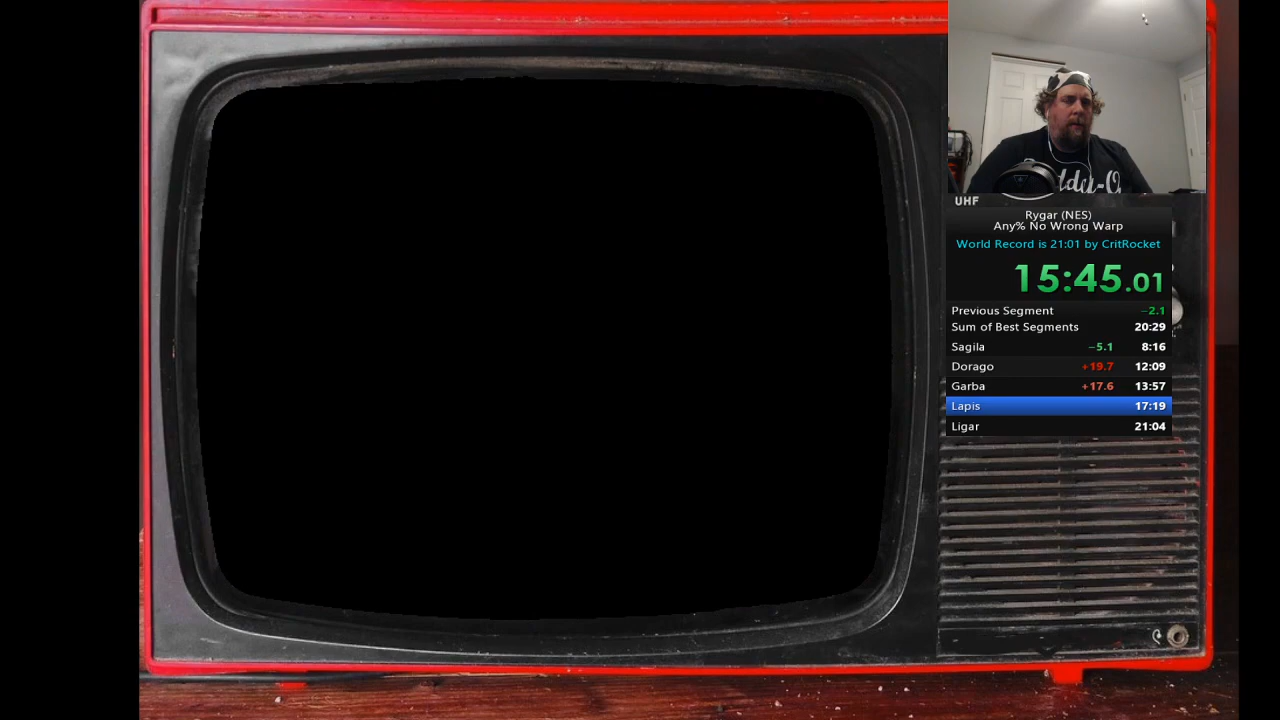 UHF
Rygar (NES)
Any% No Wrong Warp
World Record is 21:01 by CritRocket
15:45.01
Previous Segment −2.1
Sum of Best Segments 20:29
Sagila −5.1 8:16
Dorago +19.7 12:09
Garba +17.6 13:57
Lapis 17:19
Ligar 21:04